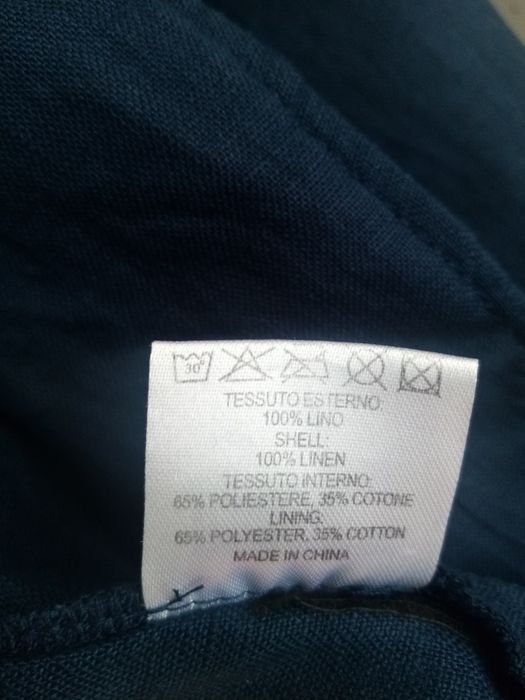 30°
TESSUTO ESTERNO:
100% LINO
SHELL:
100% LINEN
TESSUTO INTERNO:
65% POLIESTERE, 35% COTONE
LINING:
65% POLYESTER, 35% COTTON
MADE IN CHINA